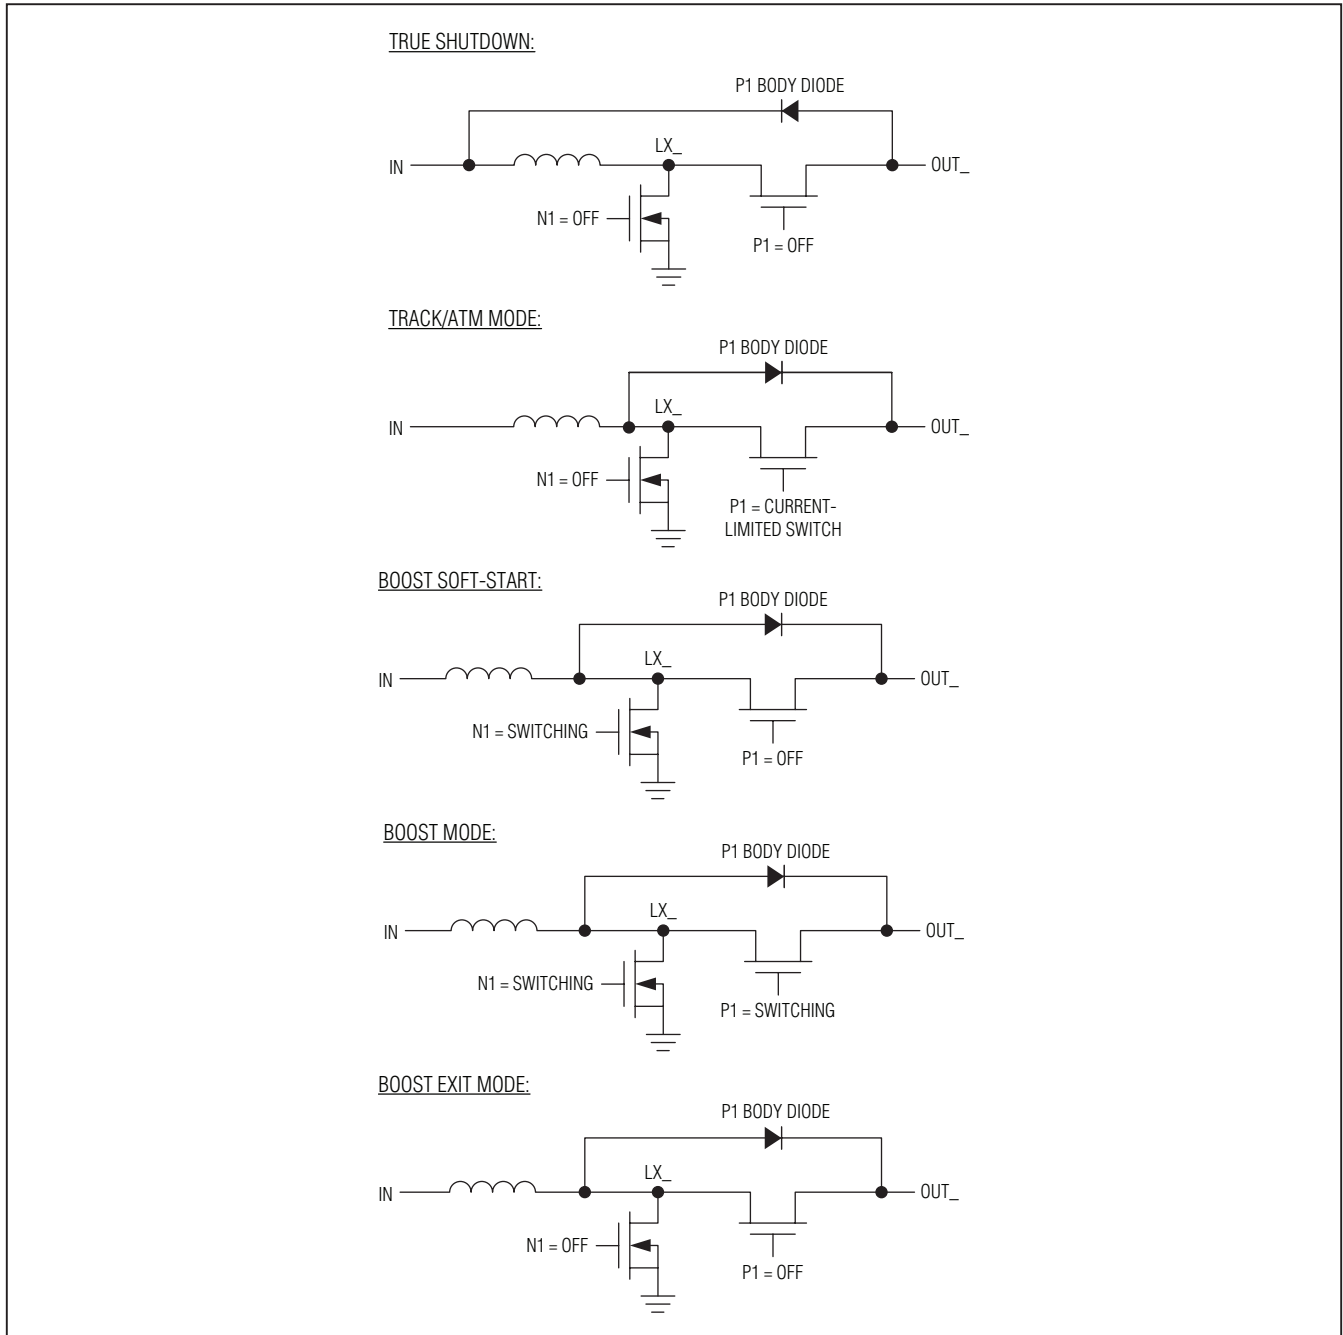 TRUE SHUTDOWN:
P1 BODY DIODE
IN
LX_
OUT_
N1 = OFF
P1 = OFF
TRACK/ATM MODE:
P1 BODY DIODE
IN
LX_
OUT_
N1 = OFF
P1 = CURRENT-
LIMITED SWITCH
BOOST SOFT-START:
P1 BODY DIODE
IN
LX_
OUT_
N1 = SWITCHING
P1 = OFF
BOOST MODE:
P1 BODY DIODE
IN
LX_
OUT_
N1 = SWITCHING
P1 = SWITCHING
BOOST EXIT MODE:
P1 BODY DIODE
IN
LX_
OUT_
N1 = OFF
P1 = OFF